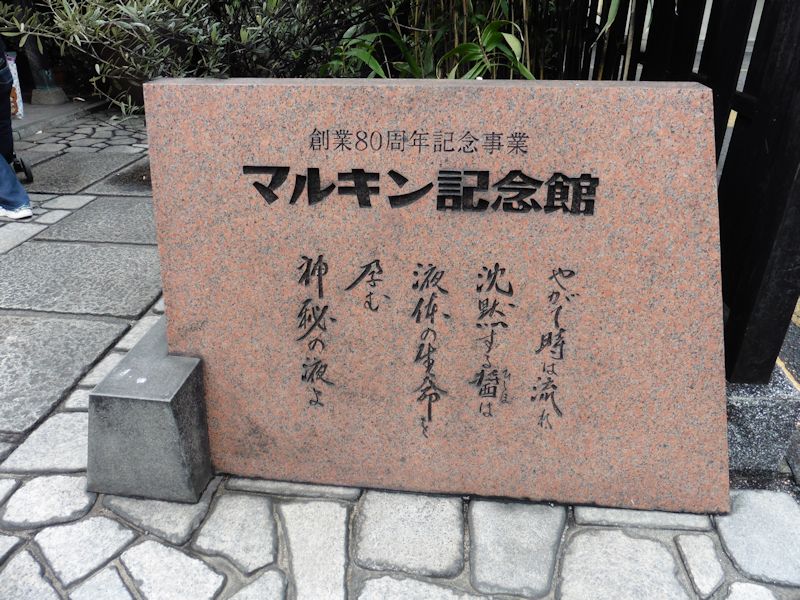 創業80周年記念事業
マルキン記念館
やがて時は流れ
沈黙する醬は
液体の生命を
孕む
神秘の液よ